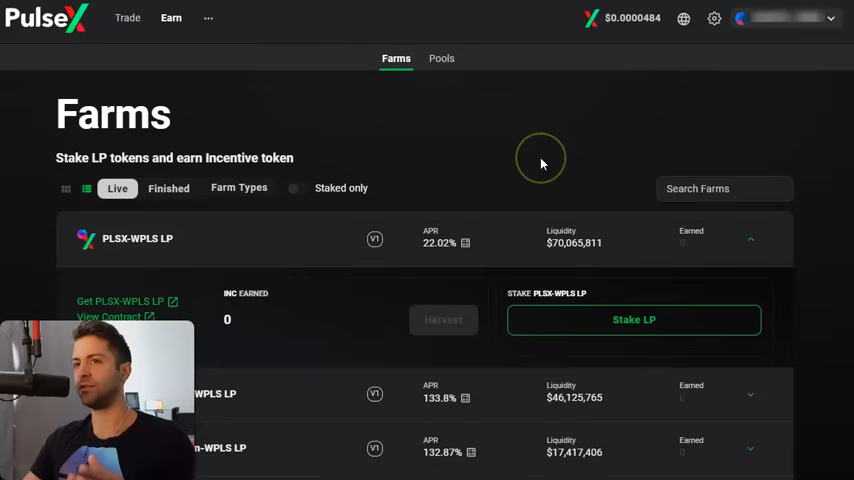 PulseX
Trade
Earn
...
$0.0000484
Farms
Pools
Farms
Stake LP tokens and earn Incentive token
Live
Finished
Farm Types
Staked only
Search Farms
PLSX-WPLS LP
V1
APR
22.02%
Liquidity
$70,065,811
Earned
0
Get PLSX-WPLS LP
View Contract
INC EARNED
0
Harvest
STAKE PLSX-WPLS LP
Stake LP
WPLS LP
V1
APR
133.8%
Liquidity
$46,125,765
Earned
0
-WPLS LP
V1
APR
132.87%
Liquidity
$17,417,406
Earned
0